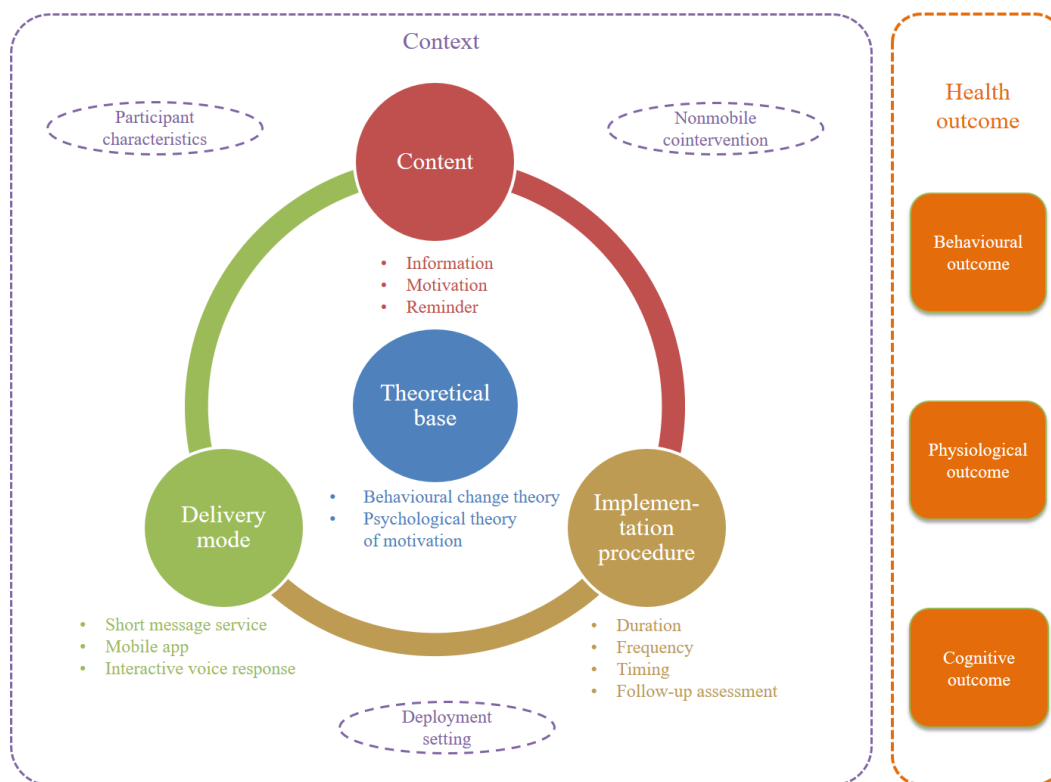 Context
Participant
characteristics
Nonmobile
cointervention
Content
• Information
• Motivation
• Reminder
Theoretical
base
• Behavioural change theory
• Psychological theory
of motivation
Delivery
mode
• Short message service
• Mobile app
• Interactive voice response
Implemen-
tation
procedure
• Duration
• Frequency
• Timing
• Follow-up assessment
Deployment
setting
Health
outcome
Behavioural
outcome
Physiological
outcome
Cognitive
outcome